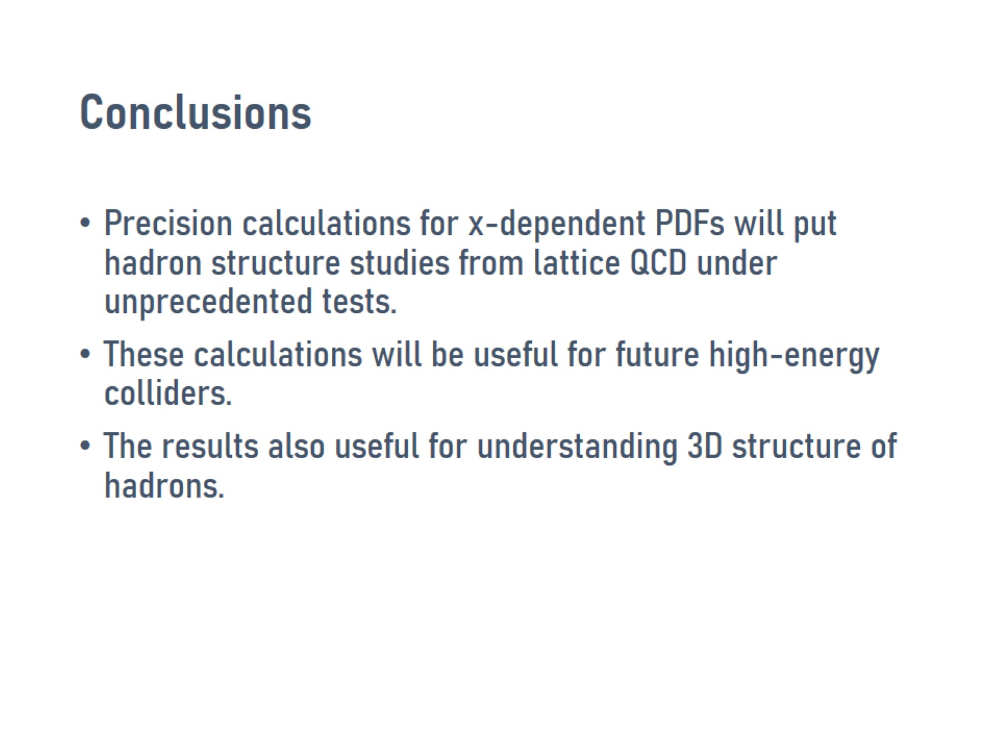 Conclusions
• Precision calculations for x-dependent PDFs will put
hadron structure studies from lattice QCD under
unprecedented tests.
• These calculations will be useful for future high-energy
colliders.
• The results also useful for understanding 3D structure of
hadrons.